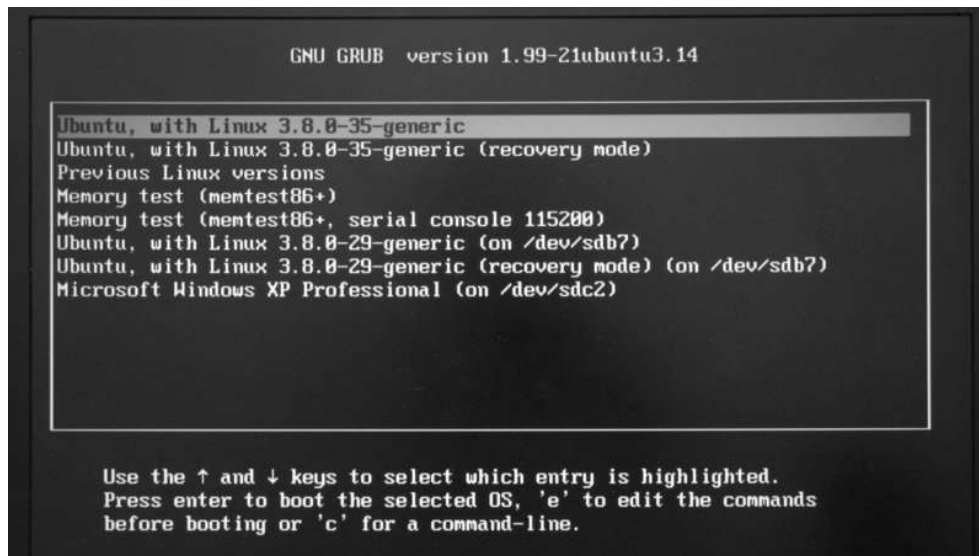 GNU GRUB version 1.99-21ubuntu3.14
Ubuntu, with Linux 3.8.0-35-generic
Ubuntu, with Linux 3.8.0-35-generic (recovery mode)
Previous Linux versions
Memory test (memtest86+)
Memory test (memtest86+, serial console 115200)
Ubuntu, with Linux 3.8.0-29-generic (on /dev/sdb7)
Ubuntu, with Linux 3.8.0-29-generic (recovery mode) (on /dev/sdb7)
Microsoft Windows XP Professional (on /dev/sdc2)
Use the ↑ and ↓ keys to select which entry is highlighted.
Press enter to boot the selected OS, 'e' to edit the commands
before booting or 'c' for a command-line.